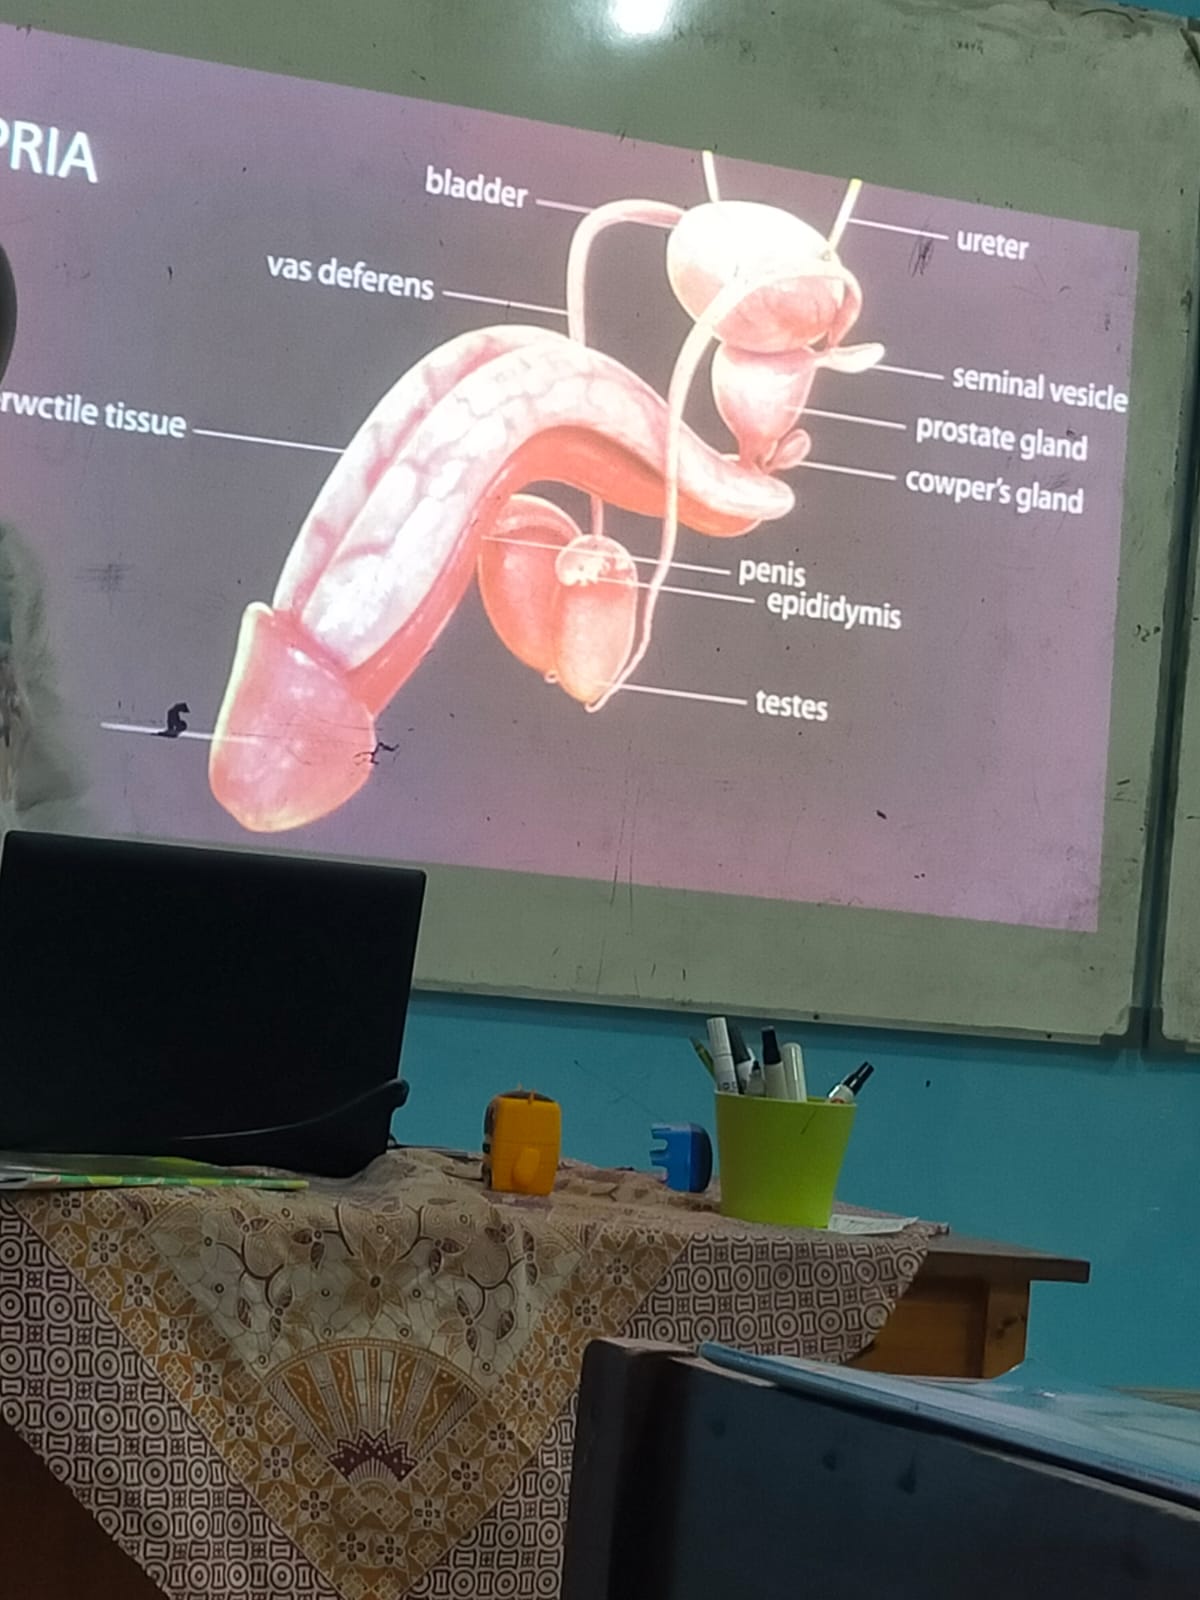 PRIA
bladder
ureter
vas deferens
seminal vesicle
rwctile tissue
prostate gland
cowper's gland
penis
epididymis
testes